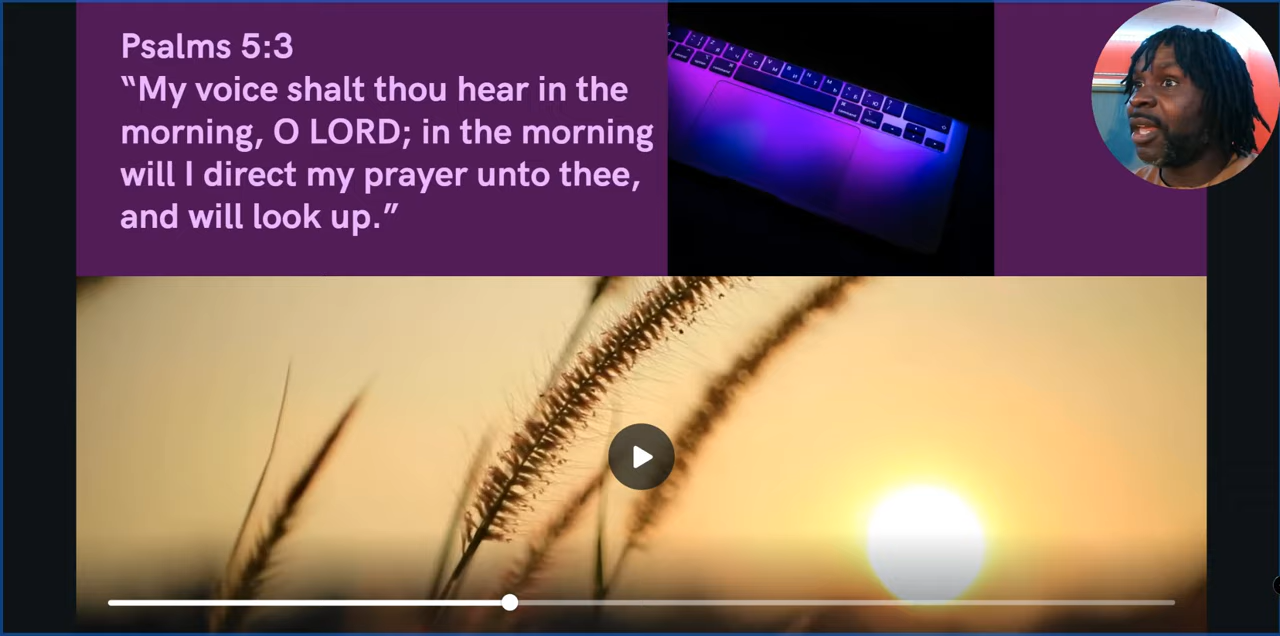 Psalms 5:3
“My voice shalt thou hear in the
morning, O LORD; in the morning
will I direct my prayer unto thee,
and will look up.”